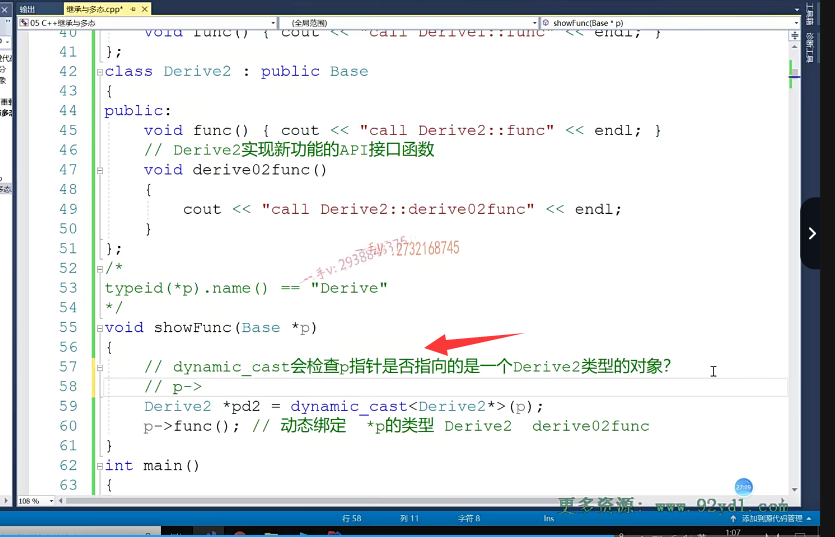 输出
继承与多态.cpp*
05 C++继承与多态
(全局范围)
showFunc(Base * p)
40 void func() { cout << "call Derive1::func" << endl; }
41 };
42 class Derive2 : public Base
43 {
44 public:
45 void func() { cout << "call Derive2::func" << endl; }
46 // Derive2实现新功能的API接口函数
47 void derive02func()
48 {
49 cout << "call Derive2::derive02func" << endl;
50 }
51 };
52 /*
53 typeid(*p).name() == "Derive"
54 */
55 void showFunc(Base *p)
56 {
57 // dynamic_cast会检查p指针是否指向的是一个Derive2类型的对象?
58 // p->
59 Derive2 *pd2 = dynamic_cast<Derive2*>(p);
60 p->func(); // 动态绑定 *p的类型 Derive2 derive02func
61 }
62 int main()
63 {
108 %
27:09
更多资源: www.92ydl.com
行 58
列 11
字符 8
Ins
添加到源代码管理
1:07